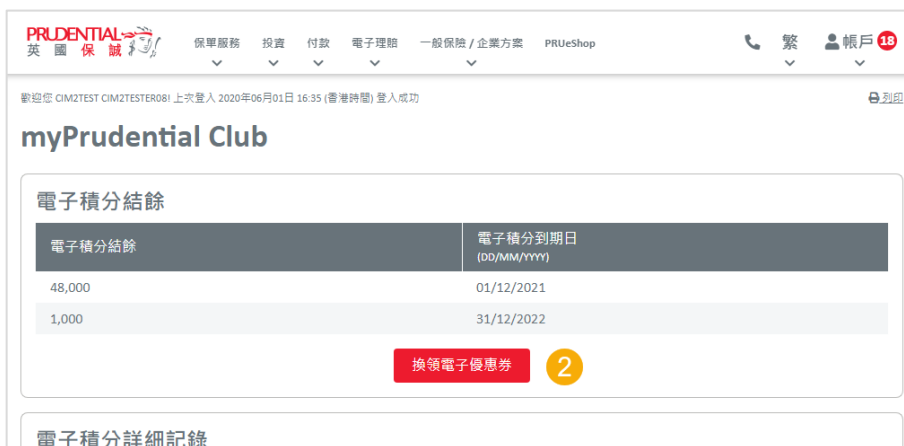 PRUDENTIAL
英國保誠
保單服務 投資 付款 電子理賠 一般保險 / 企業方案 PRUeShop 繁 帳戶 18
歡迎您 CIM2TEST CIM2TESTER08! 上次登入 2020年06月01日 16:35 (香港時間) 登入成功 列印
myPrudential Club
電子積分結餘
電子積分結餘 電子積分到期日
(DD/MM/YYYY)
48,000 01/12/2021
1,000 31/12/2022
換領電子優惠券 2
電子積分詳細記錄